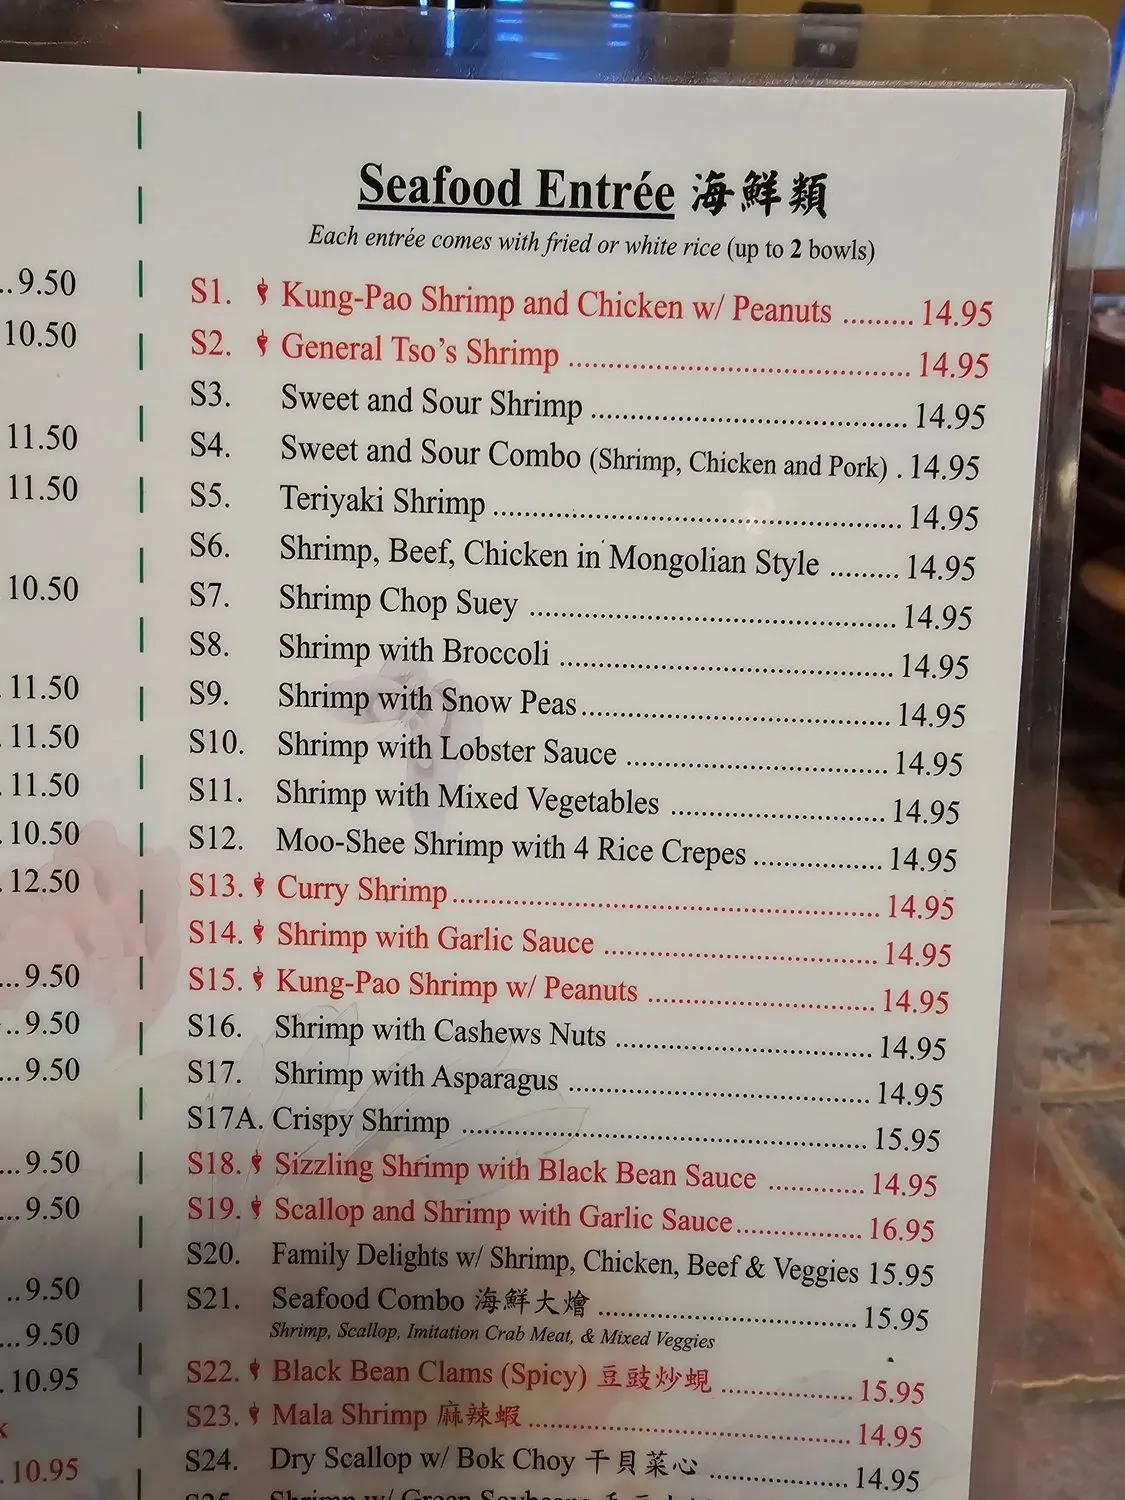 ..9.50
10.50
11.50
11.50
10.50
. 11.50
. 11.50
. 11.50
. 10.50
. 12.50
...9.50
...9.50
...9.50
...9.50
...9.50
..9.50
...9.50
. 10.95
. 10.95
Seafood Entrée 海鮮類
Each entrée comes with fried or white rice (up to 2 bowls)
S1. Kung-Pao Shrimp and Chicken w/ Peanuts ......... 14.95
S2. General Tso's Shrimp ............................................. 14.95
S3. Sweet and Sour Shrimp .......................................... 14.95
S4. Sweet and Sour Combo (Shrimp, Chicken and Pork) . 14.95
S5. Teriyaki Shrimp ...................................................... 14.95
S6. Shrimp, Beef, Chicken in Mongolian Style ......... 14.95
S7. Shrimp Chop Suey ................................................ 14.95
S8. Shrimp with Broccoli ............................................ 14.95
S9. Shrimp with Snow Peas......................................... 14.95
S10. Shrimp with Lobster Sauce .................................. 14.95
S11. Shrimp with Mixed Vegetables ............................ 14.95
S12. Moo-Shee Shrimp with 4 Rice Crepes ................. 14.95
S13. Curry Shrimp........................................................ 14.95
S14. Shrimp with Garlic Sauce ................................... 14.95
S15. Kung-Pao Shrimp w/ Peanuts .............................. 14.95
S16. Shrimp with Cashews Nuts ................................. 14.95
S17. Shrimp with Asparagus ....................................... 14.95
S17A. Crispy Shrimp ..................................................... 15.95
S18. Sizzling Shrimp with Black Bean Sauce ............ 14.95
S19. Scallop and Shrimp with Garlic Sauce................ 16.95
S20. Family Delights w/ Shrimp, Chicken, Beef & Veggies 15.95
S21. Seafood Combo 海鮮大燴 .................................. 15.95
Shrimp, Scallop, Imitation Crab Meat, & Mixed Veggies
S22. Black Bean Clams (Spicy) 豆豉炒蜆 ................. 15.95
S23. Mala Shrimp 麻辣蝦 .......................................... 14.95
S24. Dry Scallop w/ Bok Choy 干貝菜心 .................. 14.95